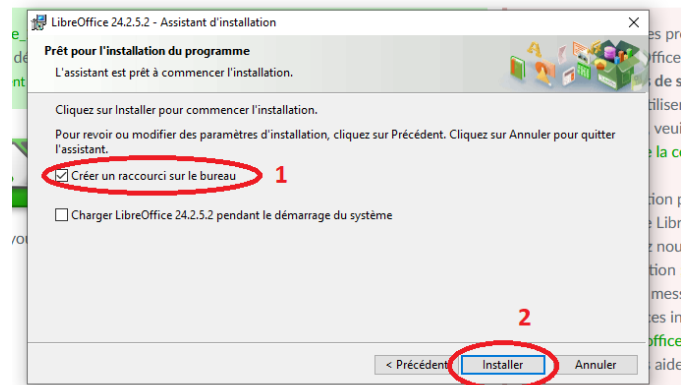 LibreOffice 24.2.5.2 - Assistant d'installation
Prêt pour l'installation du programme
L'assistant est prêt à commencer l'installation.
Cliquez sur Installer pour commencer l'installation.
Pour revoir ou modifier des paramètres d'installation, cliquez sur Précédent. Cliquez sur Annuler pour quitter
l'assistant.
Créer un raccourci sur le bureau 1
Charger LibreOffice 24.2.5.2 pendant le démarrage du système
2
< Précédent Installer Annuler